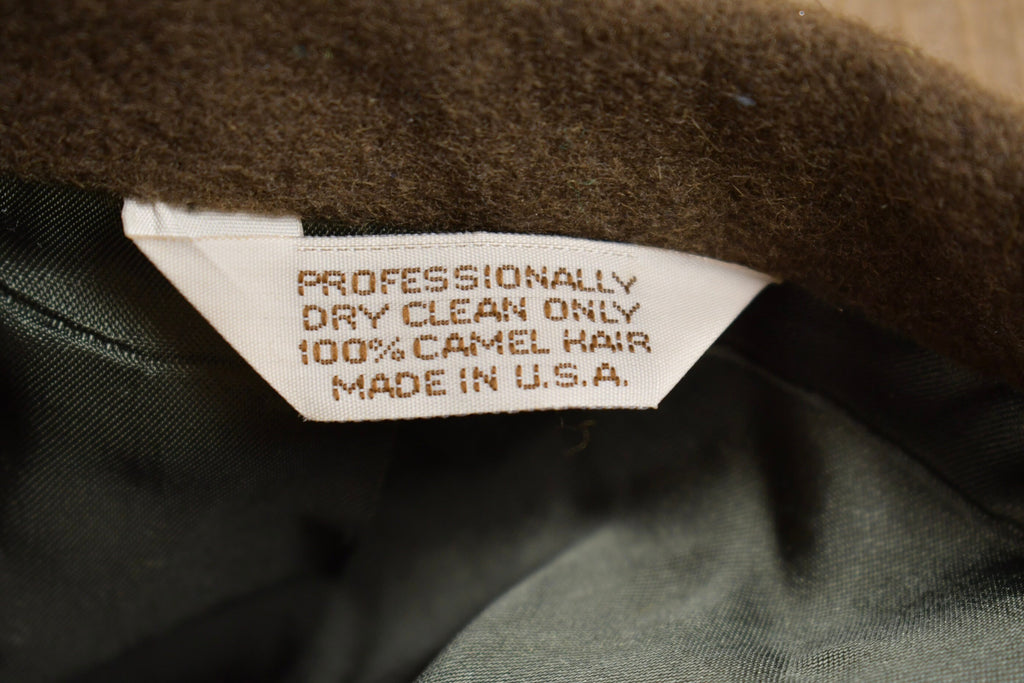 PROFESSIONALLY
DRY CLEAN ONLY
100% CAMEL HAIR
MADE IN U.S.A.